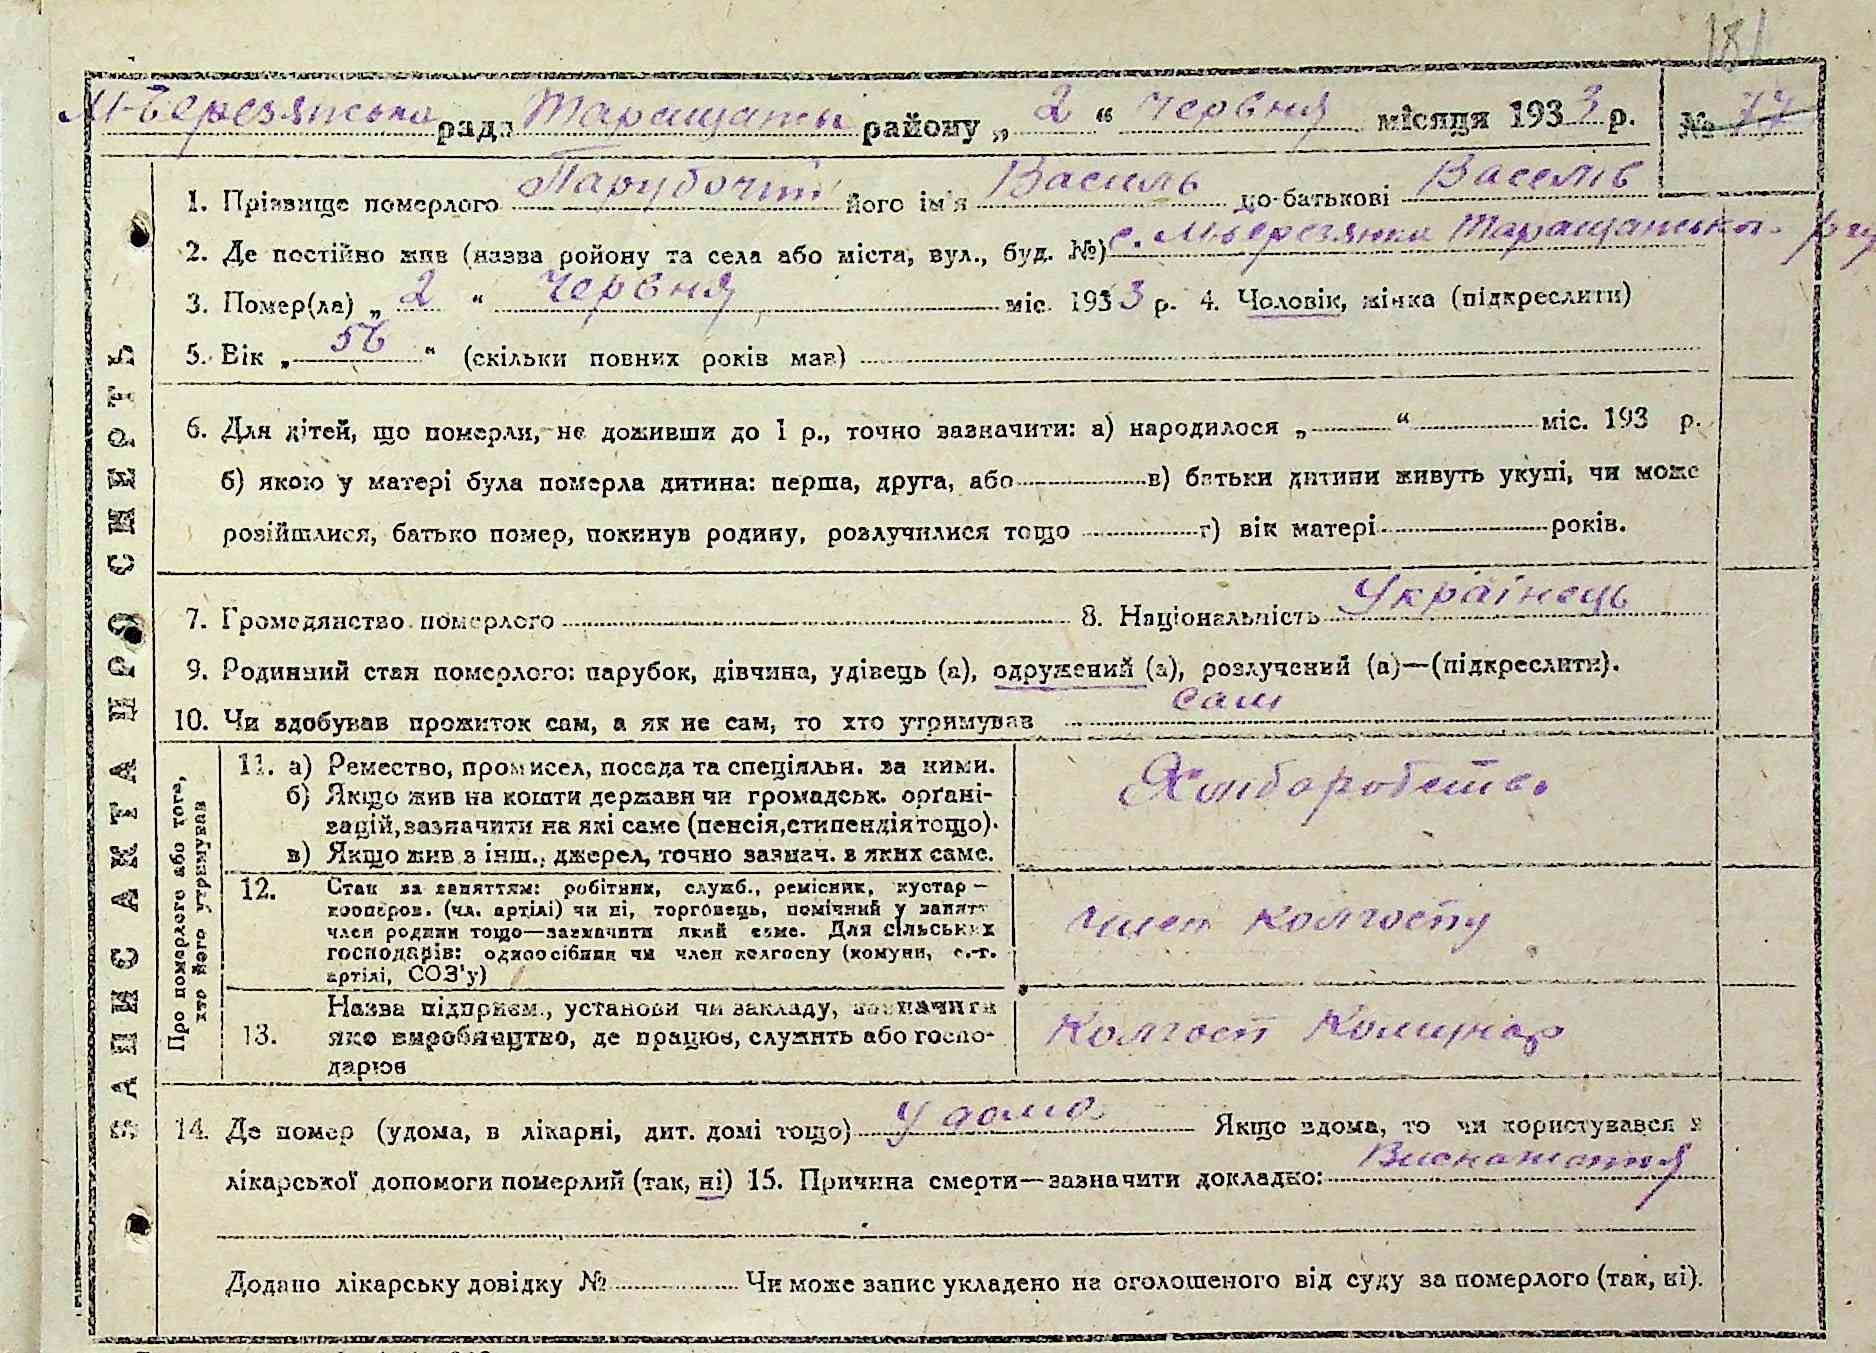 181
М-Березянська рада Таращанськ району „ 2 “ червня місяця 1933 р. № 77
1. Прізвище померлого Парубочий його ім'я Василь по-батькові Василів
2. Де постійно жив (назва ройону та села або міста, вул., буд. №) с. М-Березянка Таращанськ. р-ну
3. Помер(ла) „ 2 “ червня міс. 1933 р. 4. Чоловік, жінка (підкреслити)
5. Вік „ 56 “ (скільки повних років мав)
6. Для дітей, що померли, не доживши до 1 р., точно зазначити: а) народилося „ “ міс. 193 р.
б) якою у матері була померла дитина: перша, друга, або в) батьки дитини живуть укупі, чи може
розійшлися, батько помер, покинув родину, розлучилися тощо г) вік матері років.
7. Громадянство померлого 8. Національність Українець
9. Родинний стан померлого: парубок, дівчина, удівець (а), одружений (а), розлучений (а)—(підкреслити).
10. Чи здобував прожиток сам, а як не сам, то хто утримував сам
ЗАПИС АКТА ПРО СМЕРТЬ
Про померлого або того,
хто його утримував
11. а) Ремество, промисел, посада та спеціяльн. за ними.
б) Якщо жив на кошти держави чи громадськ. органі-
зацій, зазначити на які саме (пенсія, стипендія тощо).
в) Якщо жив з інш., джерел, точно зазнач. в яких саме.
Хліборобство
12. Стан за заняттям: робітник, служб., ремісник, кустар —
кооперов. (чл. артілі) чи ні, торговець, помічний у занятт
член родини тощо—зазначити який саме. Для сільських
господарів: одноосібник чи член колгоспу (комуни, с.-г.
артілі, СОЗ'у)
член колгоспу
13. Назва підприєм., установи чи закладу, зазначити
яке виробництво, де працює, служить або госпо-
дарює
Колгосп Комунар
14. Де помер (удома, в лікарні, дит. домі тощо) у дома Якщо вдома, то чи користувався з
лікарської допомоги померлий (так, ні) 15. Причина смерти—зазначити докладно: Виснаження
Додано лікарську довідку № Чи може запис укладено на оголошеного від суду за померлого (так, ні).